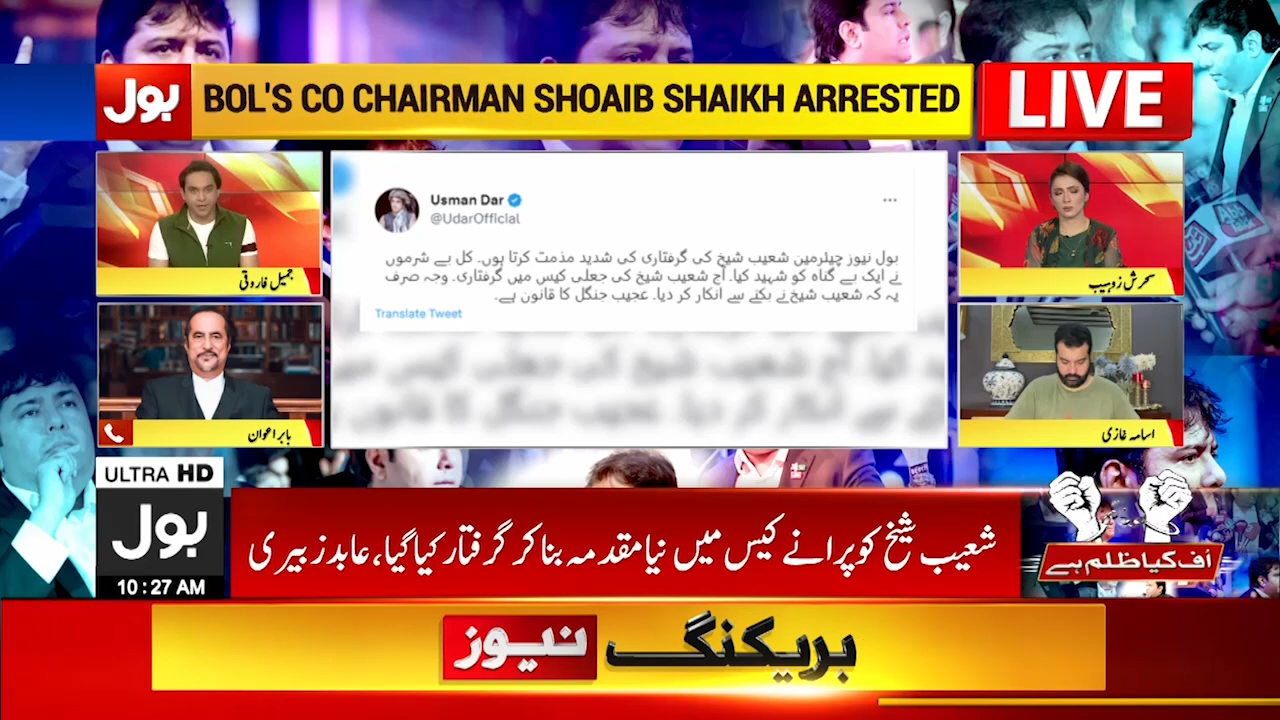 بول
BOL'S CO CHAIRMAN SHOAIB SHAIKH ARRESTED
LIVE
Usman Dar
@UdarOfficial
بول نیوز چیئرمین شعیب شیخ کی گرفتاری کی شدید مذمت کرتا ہوں۔ کل بے شرموں
نے ایک بے گناہ کو شہید کیا۔ آج شعیب شیخ کی جعلی کیس میں گرفتاری۔ وجہ صرف
یہ کہ شعیب شیخ نے بکنے سے انکار کر دیا۔ عجیب جنگل کا قانون ہے۔
Translate Tweet
جمیل فاروقی
سحرش زوہیب
بابر اعوان
اسامہ غازی
ULTRA HD
بول
10:27 AM
شعیب شیخ کو پرانے کیس میں نیا مقدمہ بنا کر گرفتار کیا گیا، عابد زبیری
اُف کیا ظلم ہے
بریکنگ نیوز